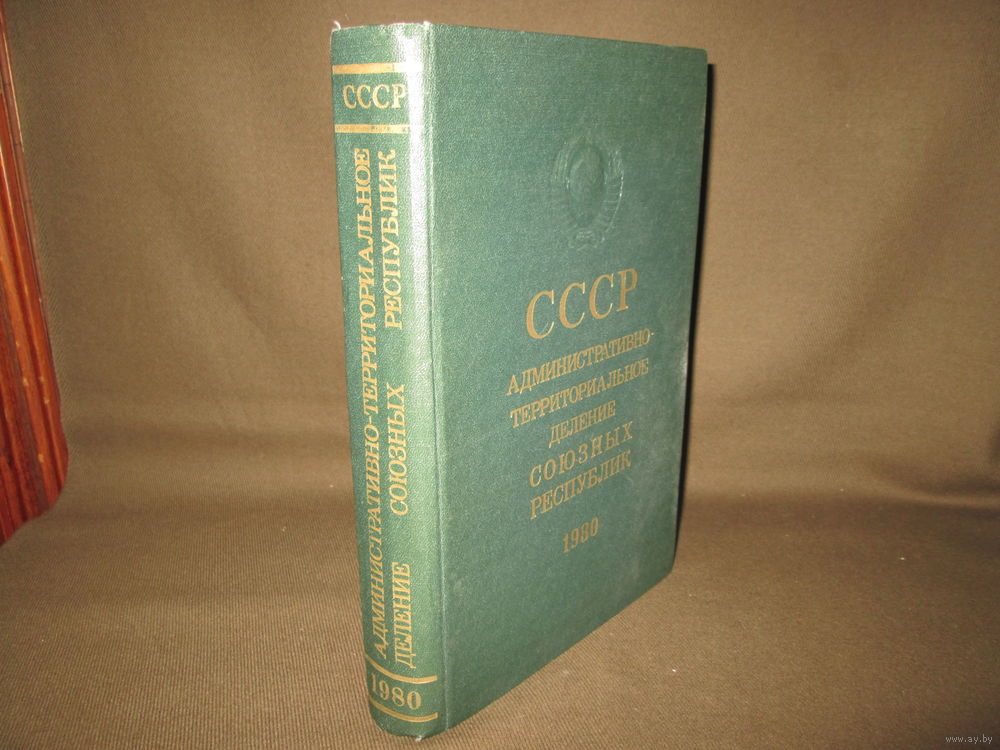 СССР
АДМИНИСТРАТИВНО-ТЕРРИТОРИАЛЬНОЕ
ДЕЛЕНИЕ СОЮЗНЫХ РЕСПУБЛИК
1980
СССР
АДМИНИСТРАТИВНО-
ТЕРРИТОРИАЛЬНОЕ
ДЕЛЕНИЕ
СОЮЗНЫХ
РЕСПУБЛИК
1980
www.ay.by